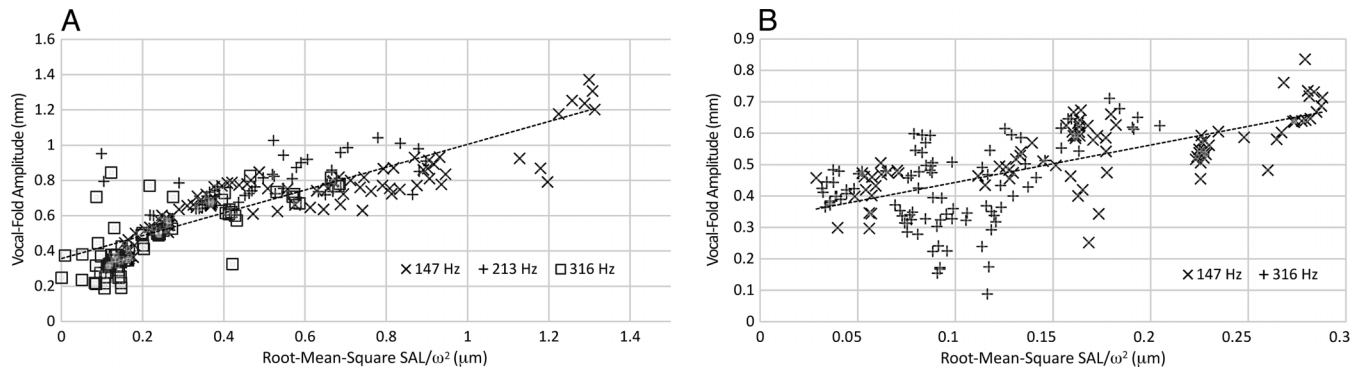 A
1.6
1.4
1.2
1
0.8
0.6
0.4
0.2
0
Vocal-Fold Amplitude (mm)
× 147 Hz + 213 Hz □ 316 Hz
0 0.2 0.4 0.6 0.8 1 1.2 1.4
Root-Mean-Square SAL/ω² (μm)
B
0.9
0.8
0.7
0.6
0.5
0.4
0.3
0.2
0.1
0
Vocal-Fold Amplitude (mm)
× 147 Hz + 316 Hz
0 0.05 0.1 0.15 0.2 0.25 0.3
Root-Mean-Square SAL/ω² (μm)